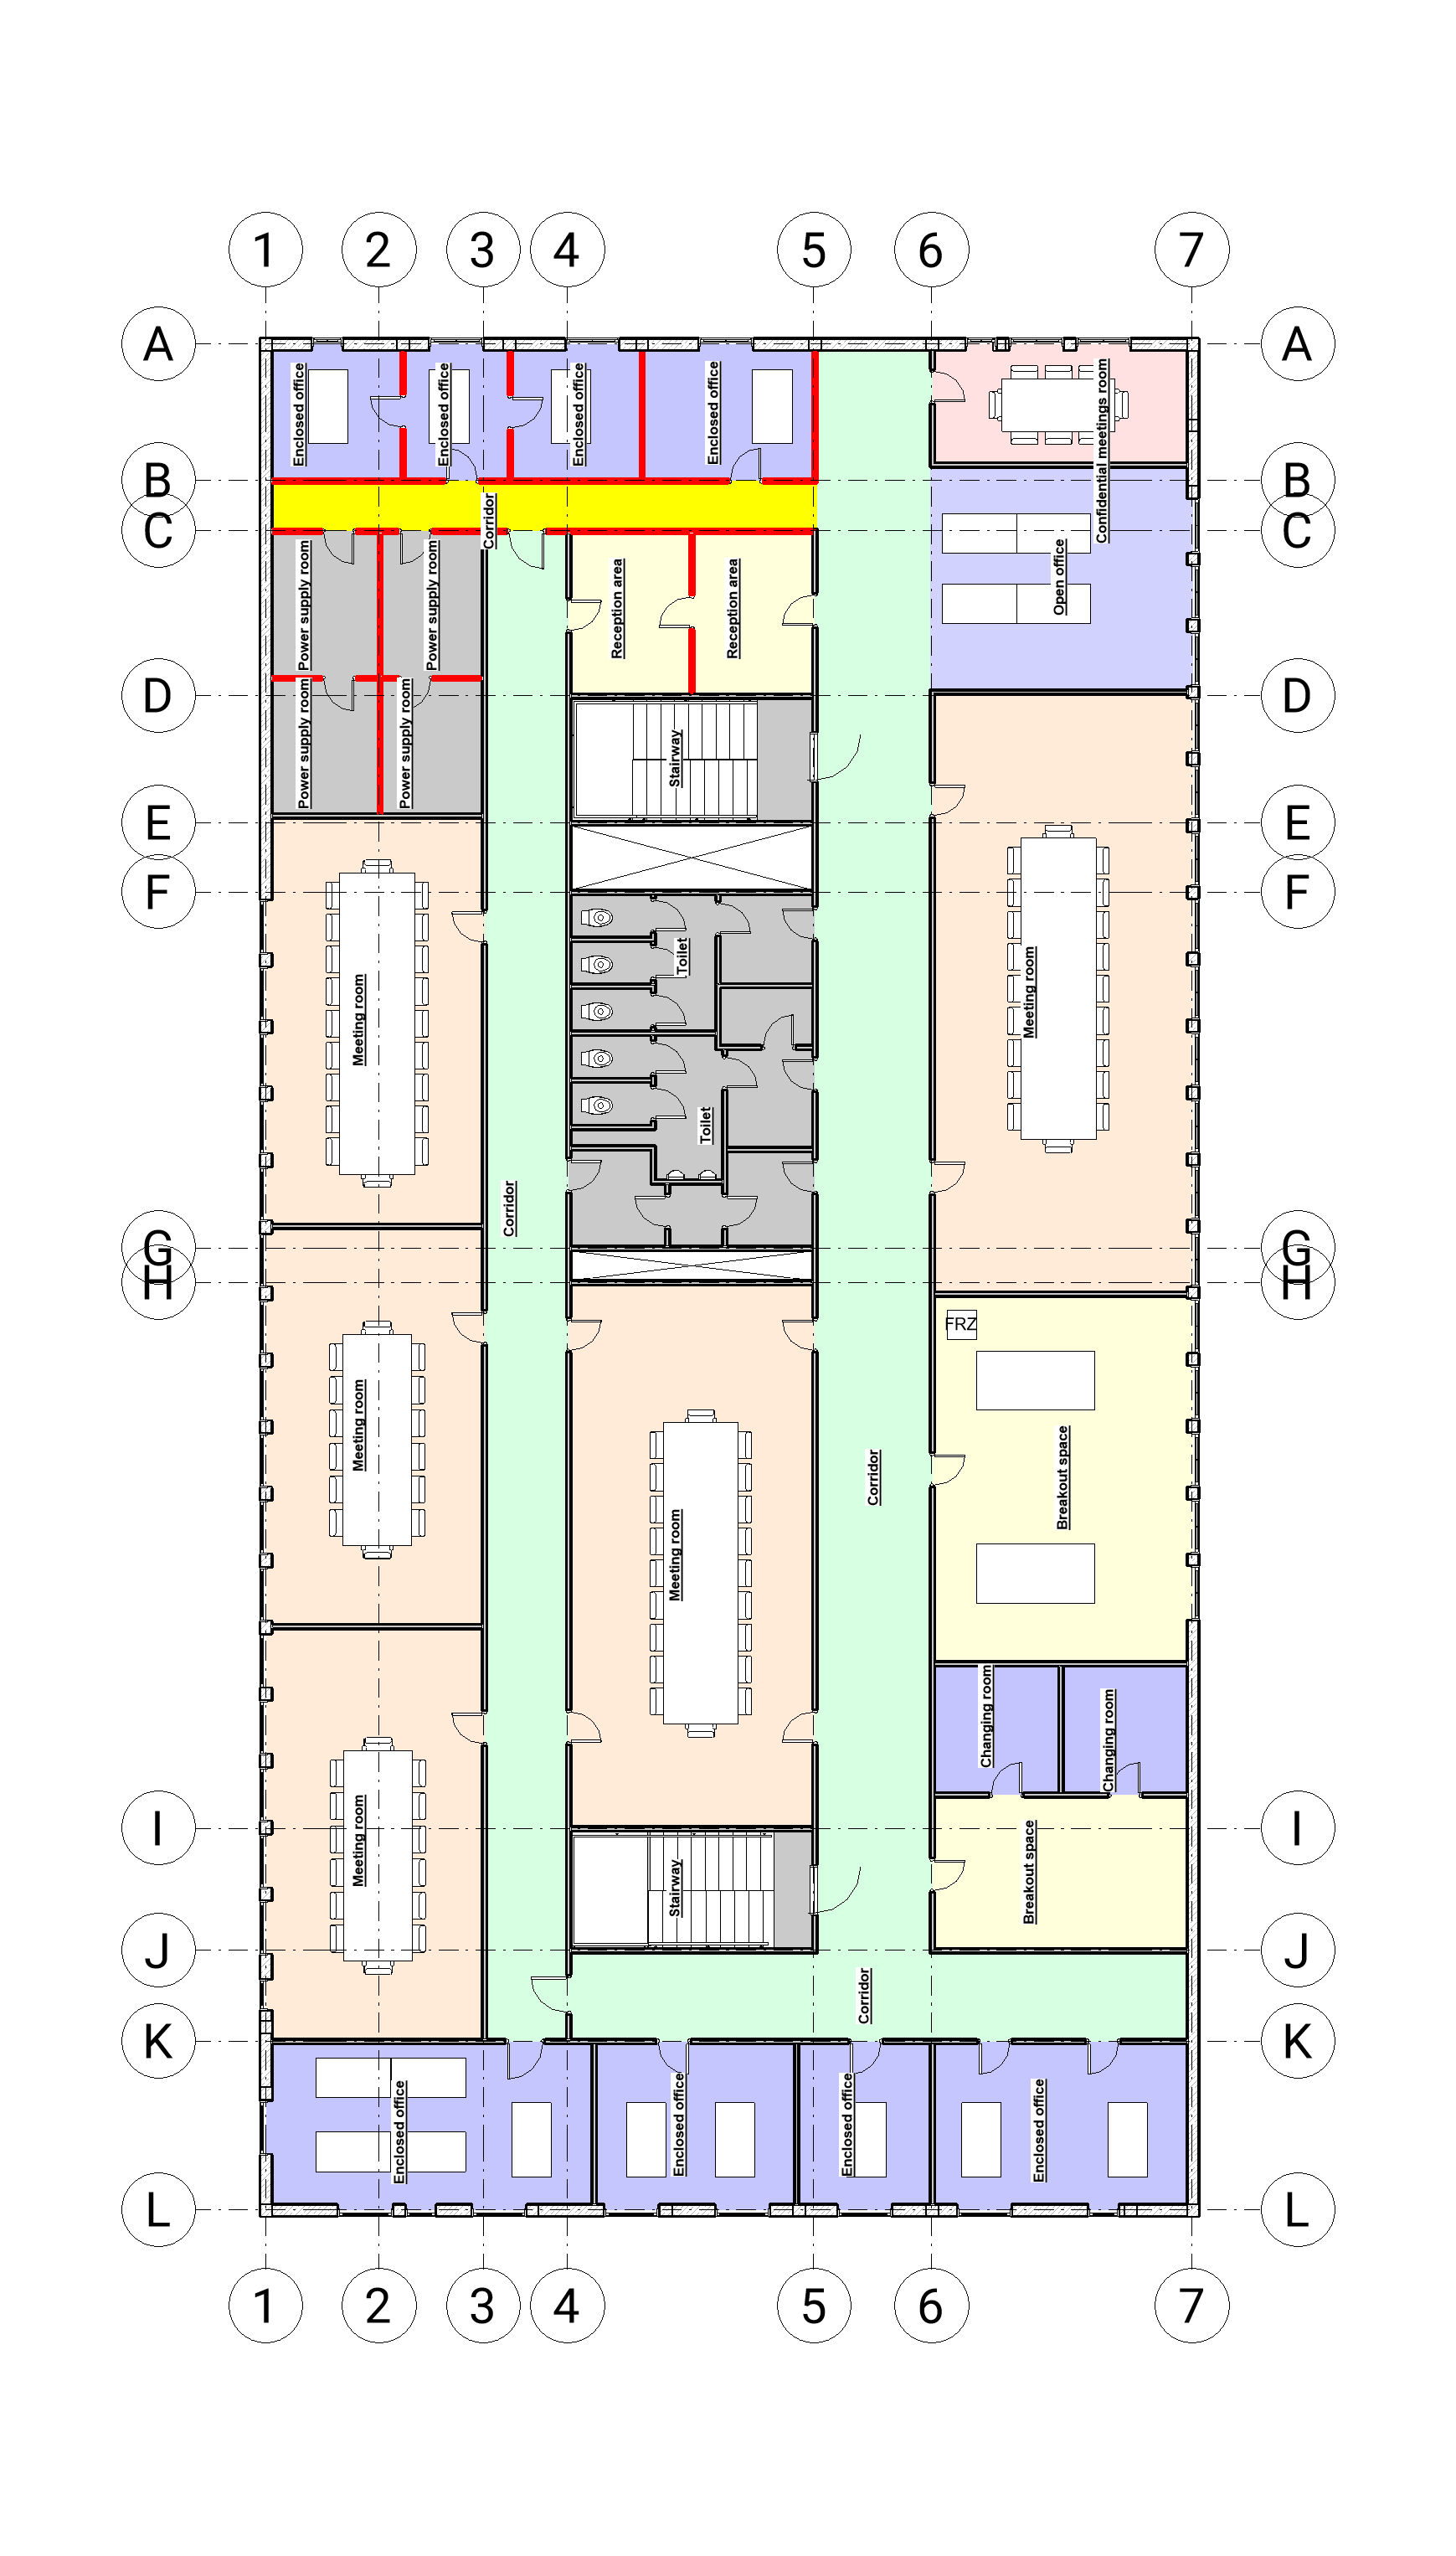 1 2 3 4 5 6 7
A A
Enclosed office Enclosed office Enclosed office Enclosed office
Confidential meetings room
B B
Corridor
C C
Power supply room Power supply room
Reception area Reception area
Open office
Power supply room Power supply room
D D
Stairway
E E
F F
Toilet
Meeting room
Meeting room
Toilet
Corridor
G G
H H
FRZ
Meeting room
Corridor
Breakout space
Meeting room
Changing room Changing room
I I
Meeting room
Stairway
Breakout space
J J
Corridor
K K
Enclosed office Enclosed office Enclosed office Enclosed office
L L
1 2 3 4 5 6 7